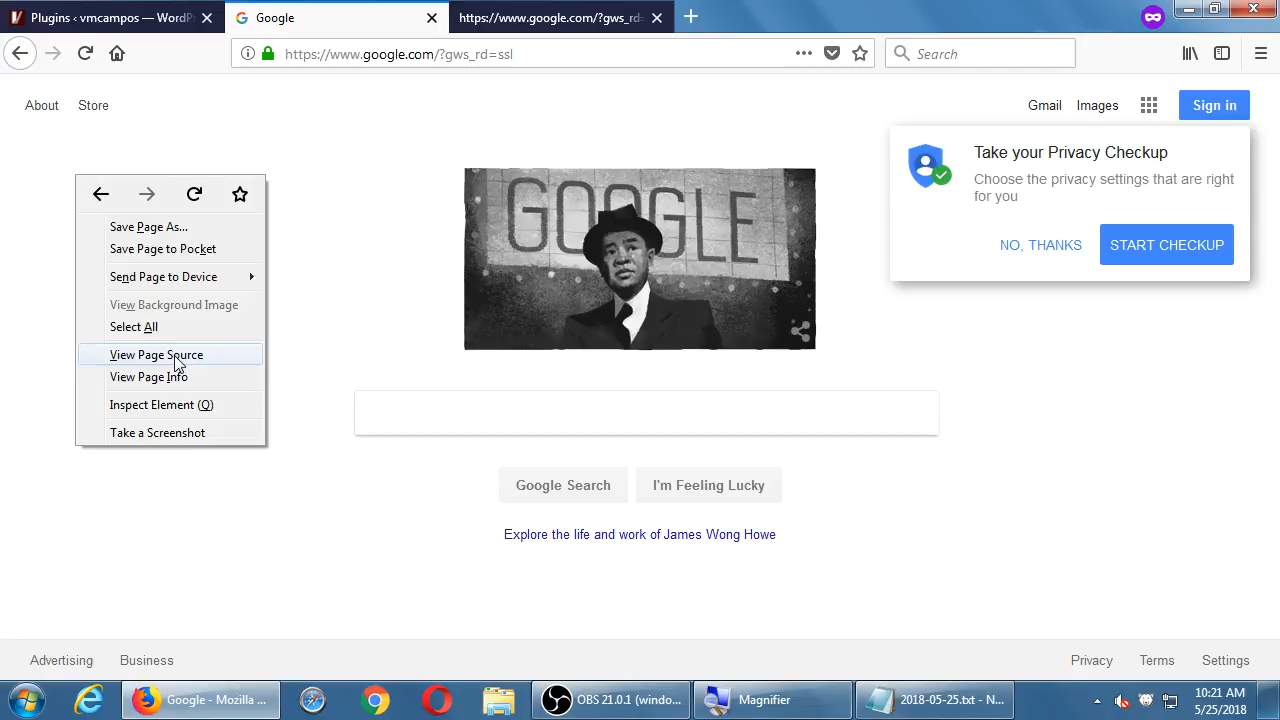 Plugins ‹ vmcampos — WordPr
Google
https://www.google.com/?gws_rd=
https://www.google.com/?gws_rd=ssl
Search
About
Store
Gmail
Images
Sign in
Take your Privacy Checkup
Choose the privacy settings that are right
for you
NO, THANKS
START CHECKUP
GOOGLE
Save Page As...
Save Page to Pocket
Send Page to Device
View Background Image
Select All
View Page Source
View Page Info
Inspect Element (Q)
Take a Screenshot
Google Search
I'm Feeling Lucky
Explore the life and work of James Wong Howe
Advertising
Business
Privacy
Terms
Settings
Google - Mozilla ...
OBS 21.0.1 (windo...
Magnifier
2018-05-25.txt - N...
10:21 AM
5/25/2018